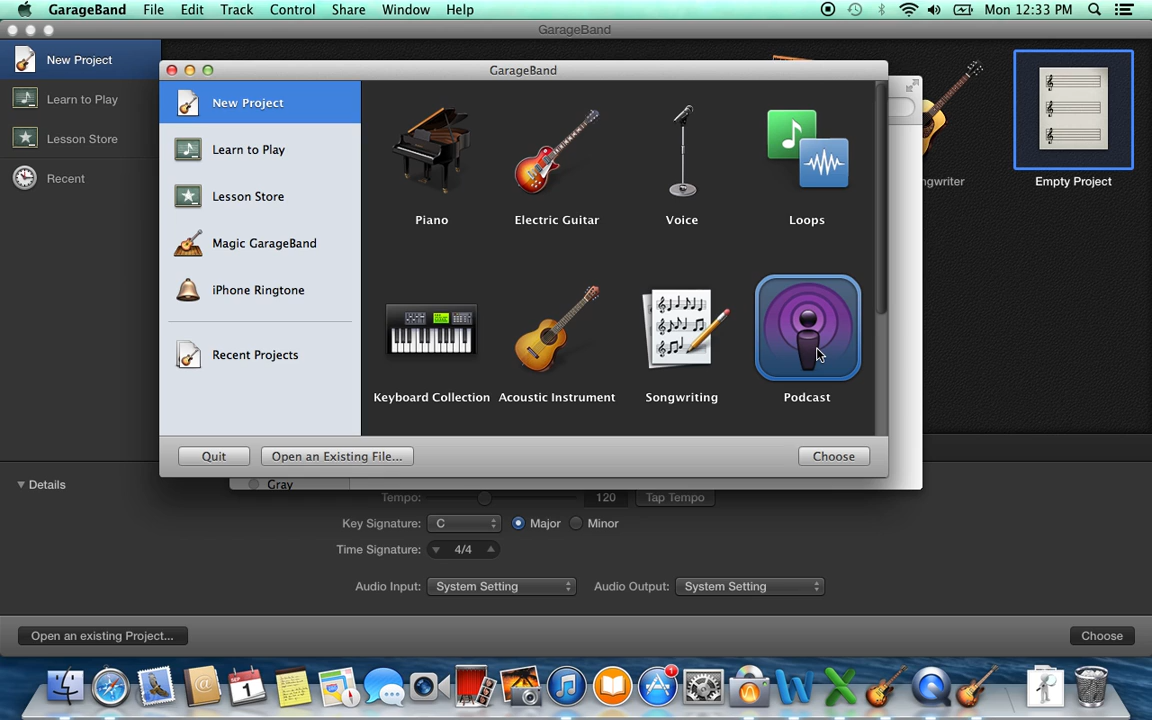 GarageBand File Edit Track Control Share Window Help Mon 12:33 PM
GarageBand
New Project
Learn to Play
Lesson Store
Recent
GarageBand
New Project
Learn to Play
Lesson Store
Magic GarageBand
iPhone Ringtone
Recent Projects
Piano Electric Guitar Voice Loops
Keyboard Collection Acoustic Instrument Songwriting Podcast
Quit Open an Existing File... Choose
ngwriter Empty Project
Gray
Details
Tempo: 120 Tap Tempo
Key Signature: C Major Minor
Time Signature: 4/4
Audio Input: System Setting Audio Output: System Setting
Open an existing Project... Choose
SEP
1
1
W X